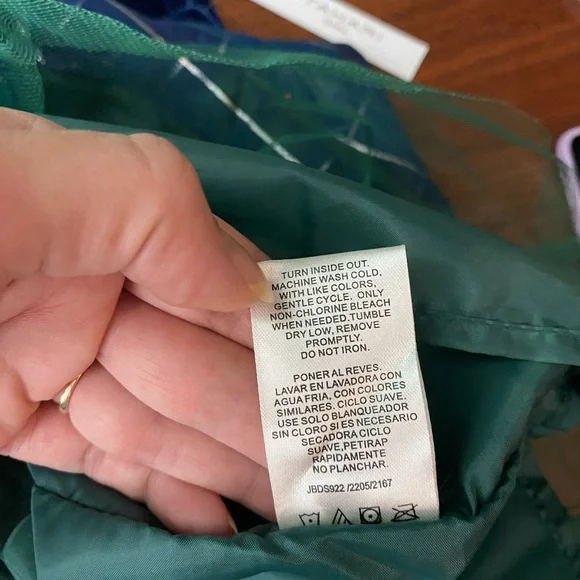 TAHARI
TURN INSIDE OUT.
MACHINE WASH COLD,
WITH LIKE COLORS,
GENTLE CYCLE. ONLY
NON-CHLORINE BLEACH
WHEN NEEDED.TUMBLE
DRY LOW, REMOVE
PROMPTLY.
DO NOT IRON.
PONER AL REVES,
LAVAR EN LAVADORA CON
AGUA FRIA, CON COLORES
SIMILARES. CICLO SUAVE.
USE SOLO BLANQUEADOR
SIN CLORO SI ES NECESARIO
SECADORA CICLO
SUAVE,PETIRAP
RAPIDAMENTE
NO PLANCHAR.
JBDS922 /2205/2167